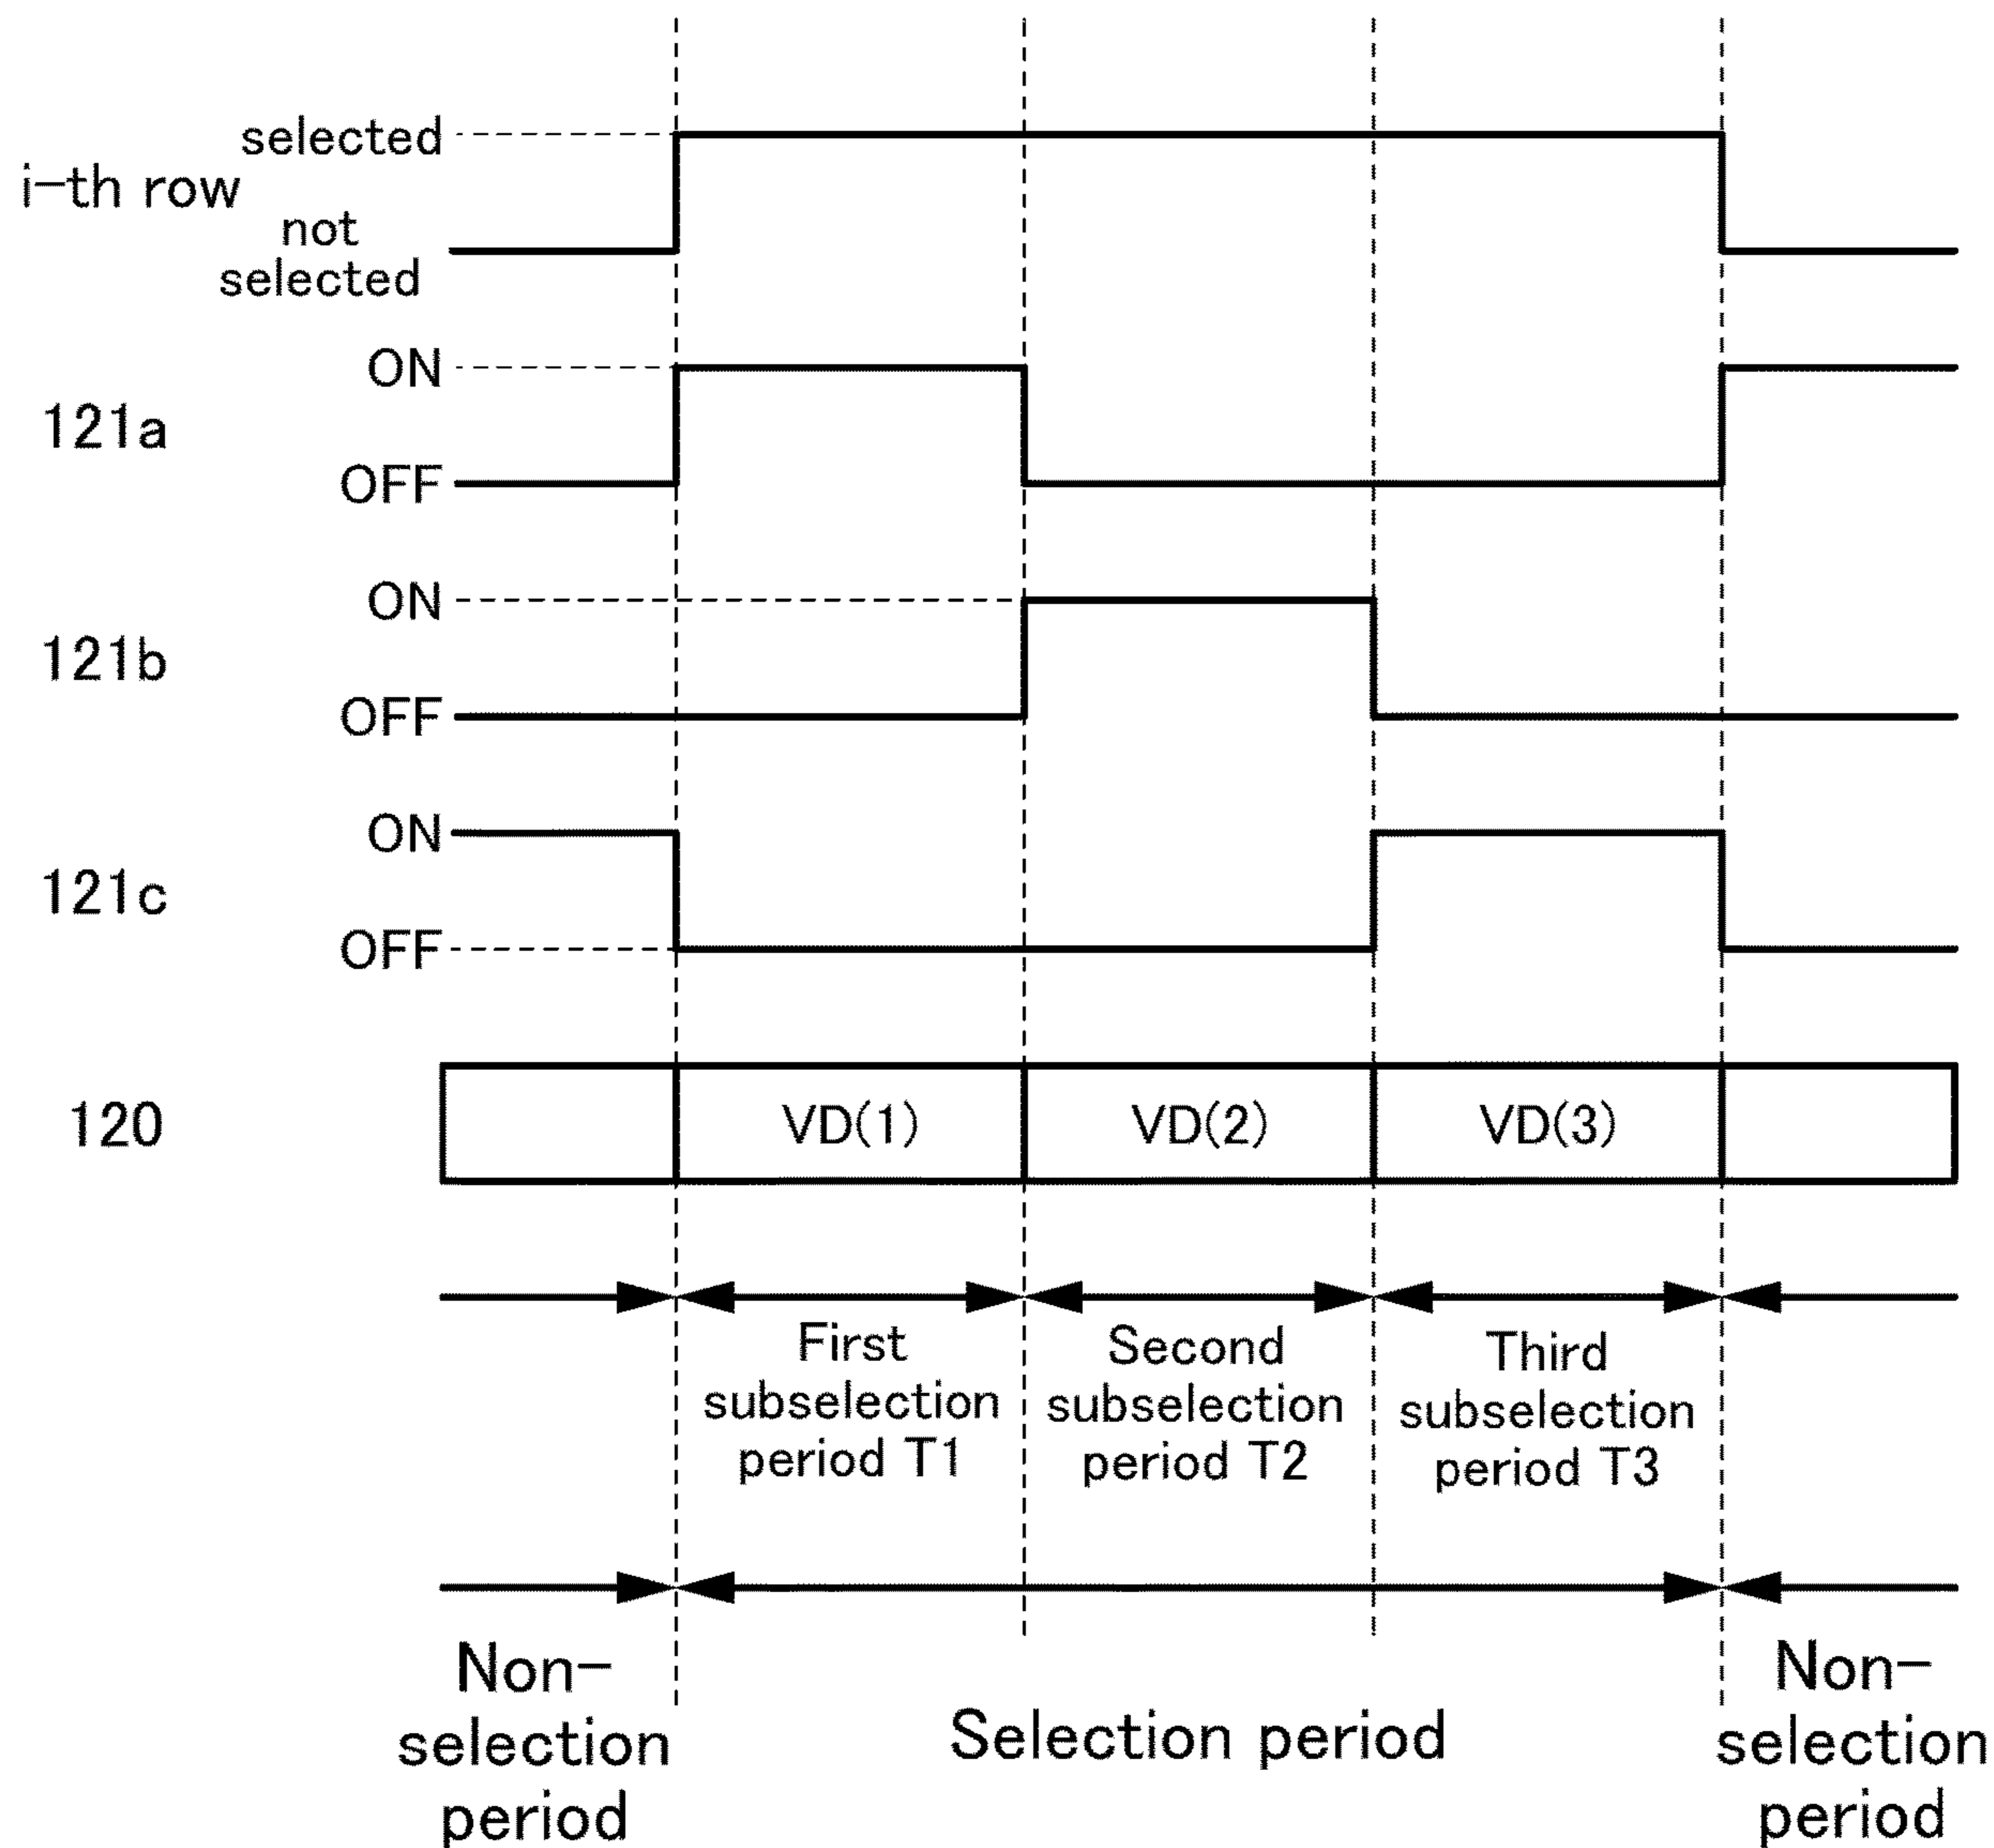 selected
i-th row
not
selected
ON
121a
OFF
ON
121b
OFF
ON
121c
OFF
120
VD(1)
VD(2)
VD(3)
First
subselection
period T1
Second
subselection
period T2
Third
subselection
period T3
Non-
selection
period
Selection period
Non-
selection
period